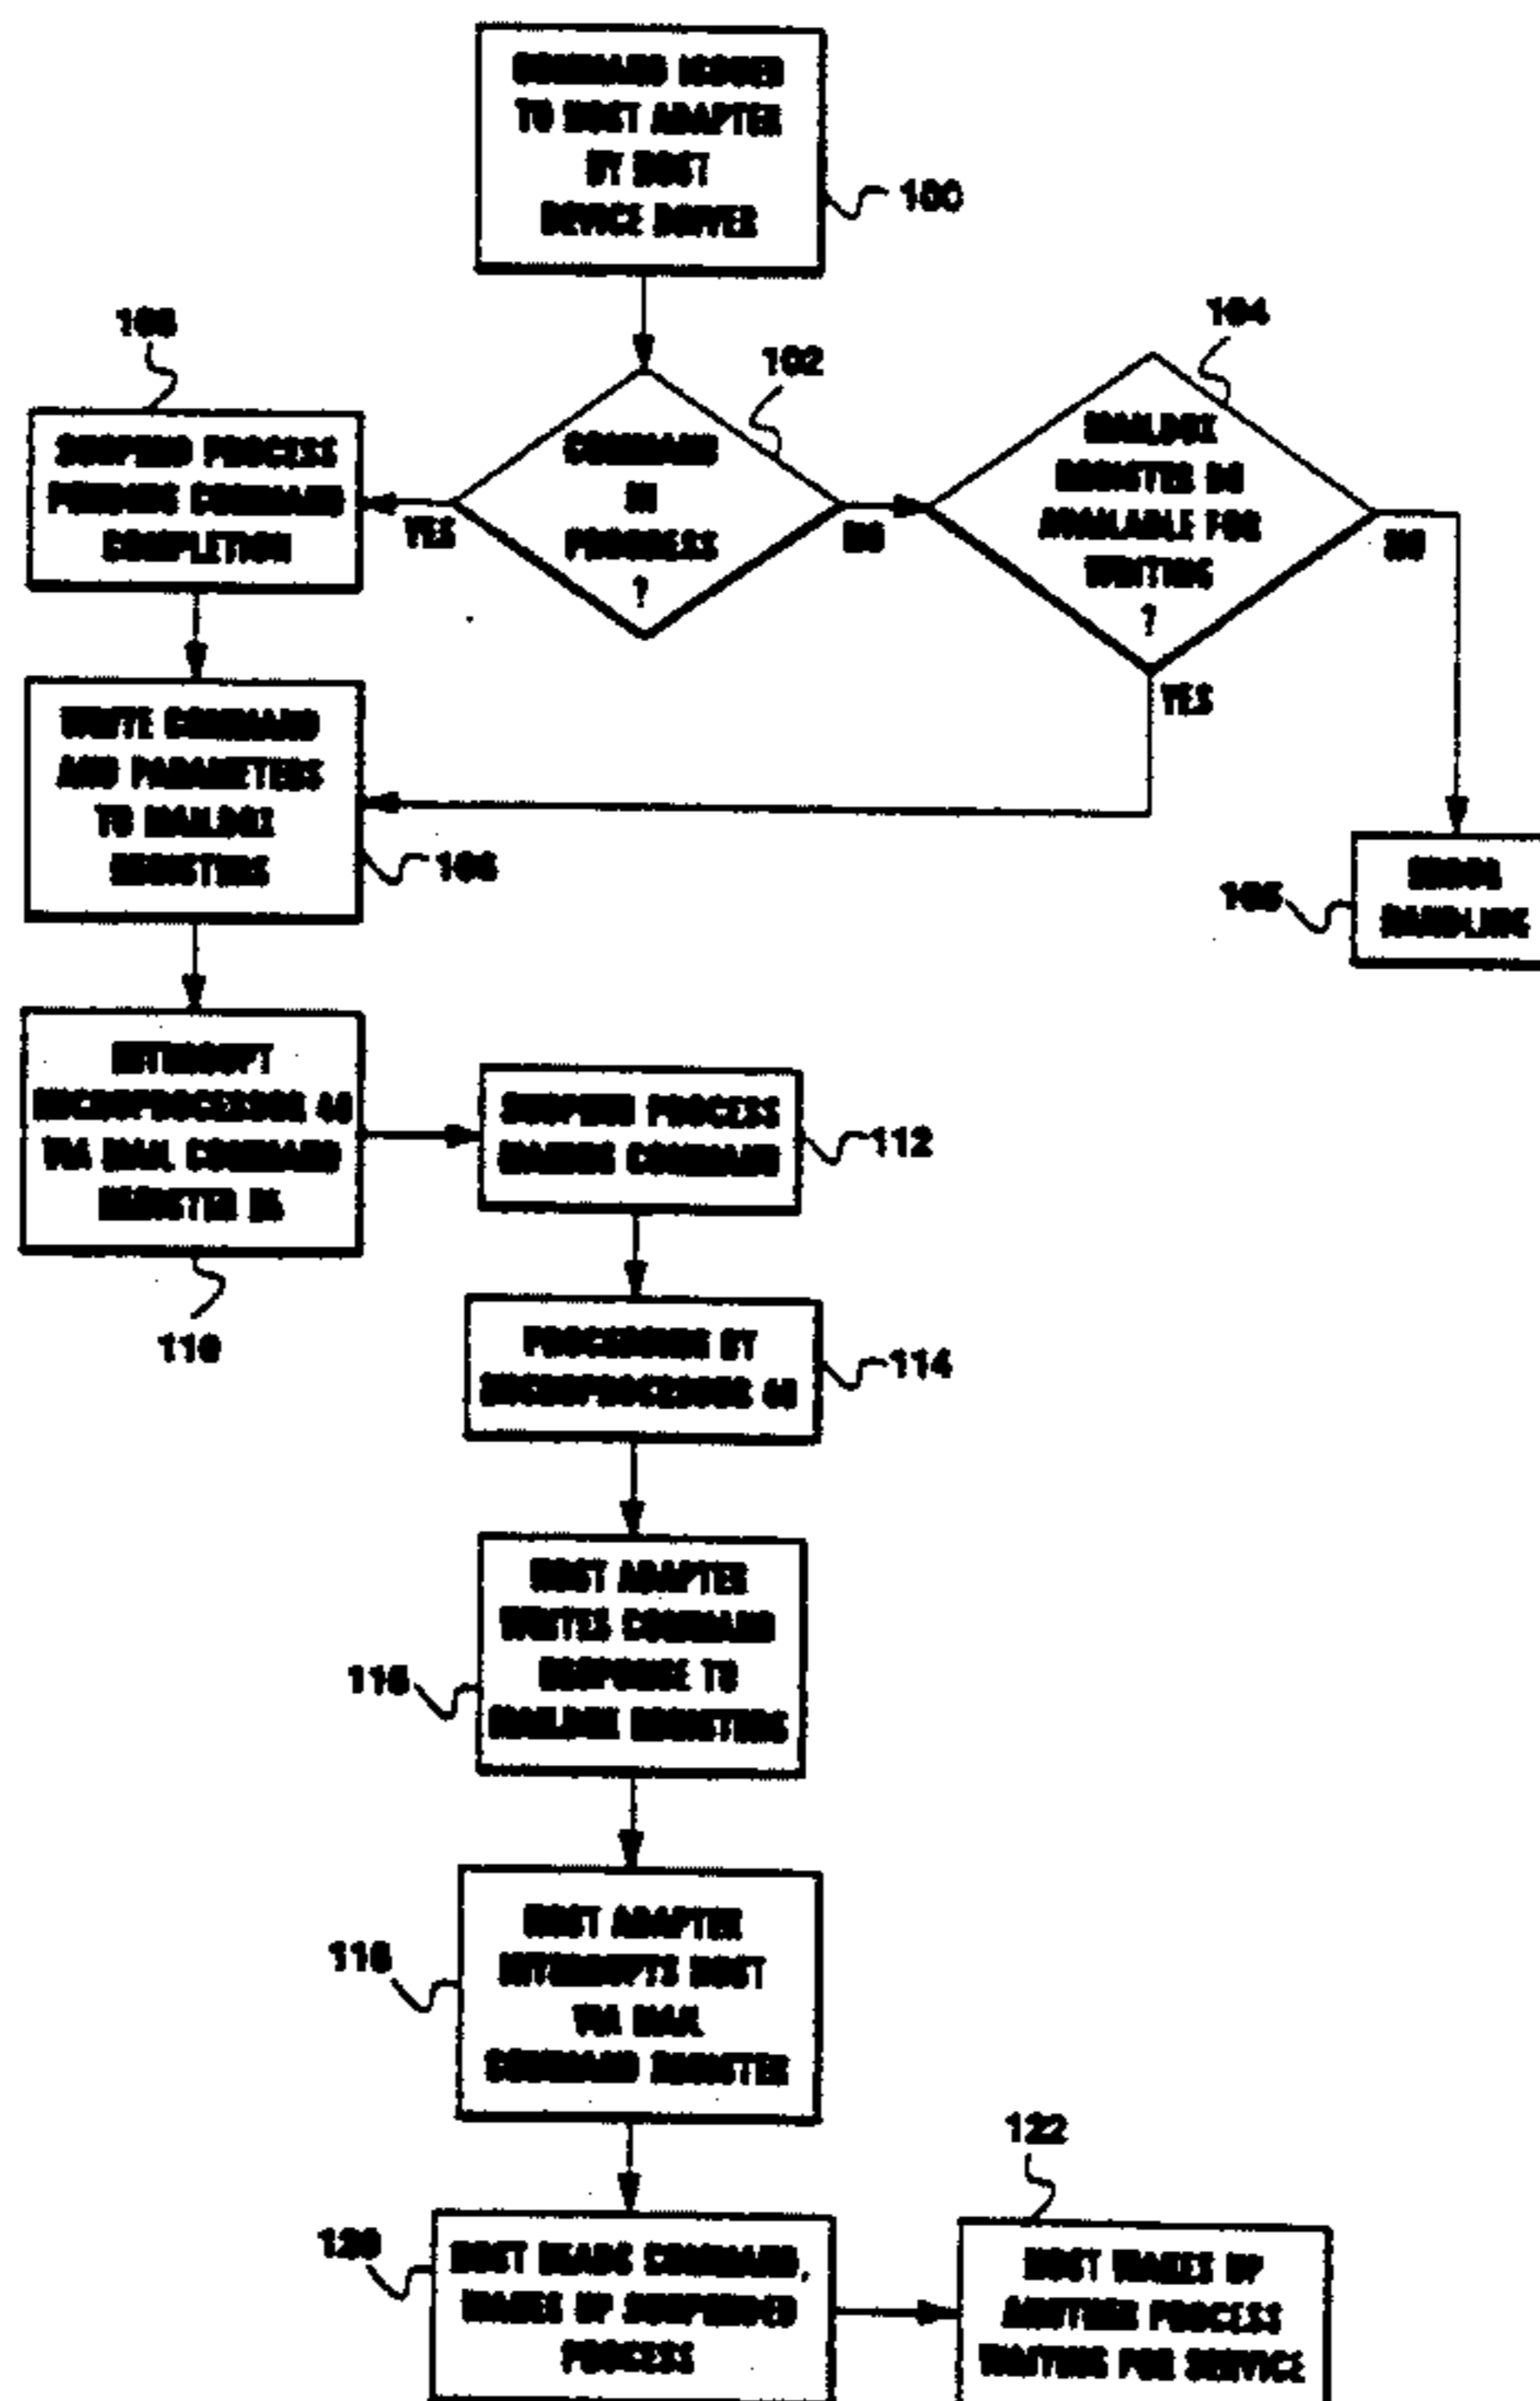 COMMAND ISSUED
TO HOST ADAPTER
BY HOST
DEVICE DRIVER
100
104
102
COMMAND
IN
PROGRESS
?
YES
NO
MAILBOX
REGISTER
AVAILABLE FOR
WRITING
?
NO
YES
SUSPEND PROCESS
PENDING COMMAND
COMPLETION
WRITE COMMAND
AND PARAMETERS
TO MAILBOX
REGISTERS
ERROR
HANDLING
INTERRUPT
MICROPROCESSOR
VIA MAIL COMMAND
REGISTER
110
SUSPEND PROCESS
MAKING COMMAND
112
PROCESSING BY
MICROPROCESSOR
114
HOST ADAPTER
WRITES COMMAND
RESPONSE TO
MAILBOX REGISTERS
HOST ADAPTER
INTERRUPTS HOST
VIA MAIL
COMMAND REGISTER
122
120
HOST READS COMMAND,
WAKES UP SUSPENDED
PROCESS
HOST WAKES UP
ANOTHER PROCESS
WAITING FOR SERVICE